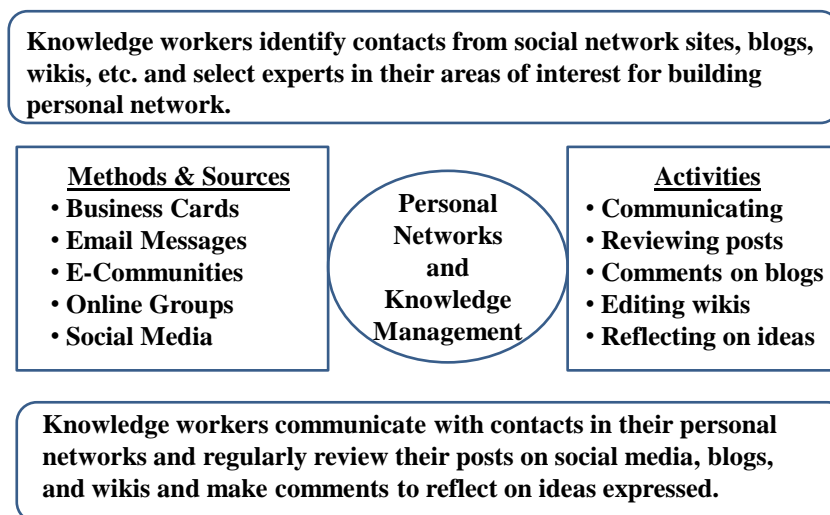 Knowledge workers identify contacts from social network sites, blogs,
wikis, etc. and select experts in their areas of interest for building
personal network.
Methods & Sources
• Business Cards
• Email Messages
• E-Communities
• Online Groups
• Social Media
Personal
Networks
and
Knowledge
Management
Activities
• Communicating
• Reviewing posts
• Comments on blogs
• Editing wikis
• Reflecting on ideas
Knowledge workers communicate with contacts in their personal
networks and regularly review their posts on social media, blogs,
and wikis and make comments to reflect on ideas expressed.